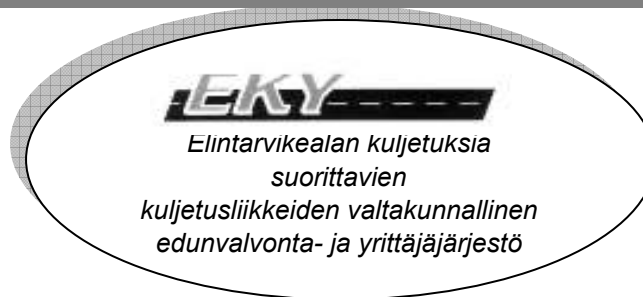 EKY
Elintarvikealan kuljetuksia
suorittavien
kuljetusliikkeiden valtakunnallinen
edunvalvonta- ja yrittäjäjärjestö